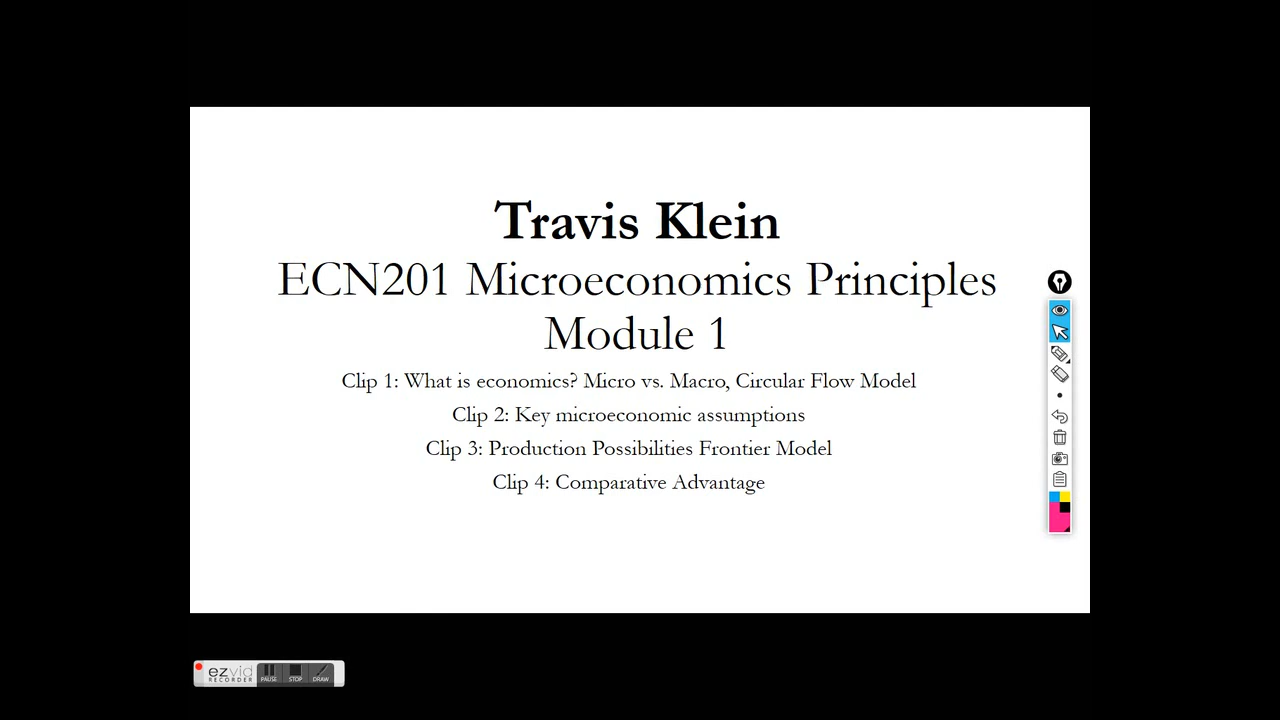 Travis Klein
ECN201 Microeconomics Principles
Module 1
Clip 1: What is economics? Micro vs. Macro, Circular Flow Model
Clip 2: Key microeconomic assumptions
Clip 3: Production Possibilities Frontier Model
Clip 4: Comparative Advantage
ezvid
RECORDER
PAUSE STOP DRAW